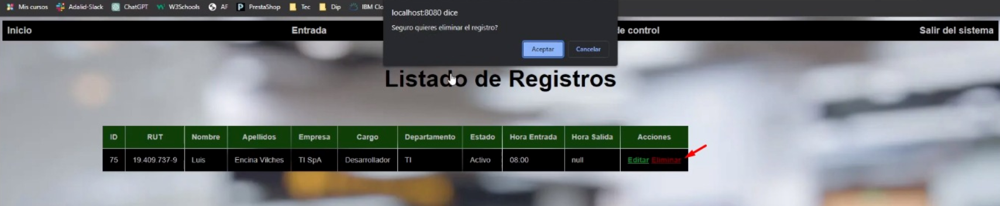 Mis cursos Adalid-Slack ChatGPT W3Schools AF PrestaShop Tec Dip IBM Clo
localhost:8080 dice
Seguro quieres eliminar el registro?
Aceptar Cancelar
Inicio Entrada de control Salir del sistema
Listado de Registros
ID RUT Nombre Apellidos Empresa Cargo Departamento Estado Hora Entrada Hora Salida Acciones
75 19.409.737-9 Luis Encina Vilches TI SpA Desarrollador TI Activo 08:00 null Editar Eliminar